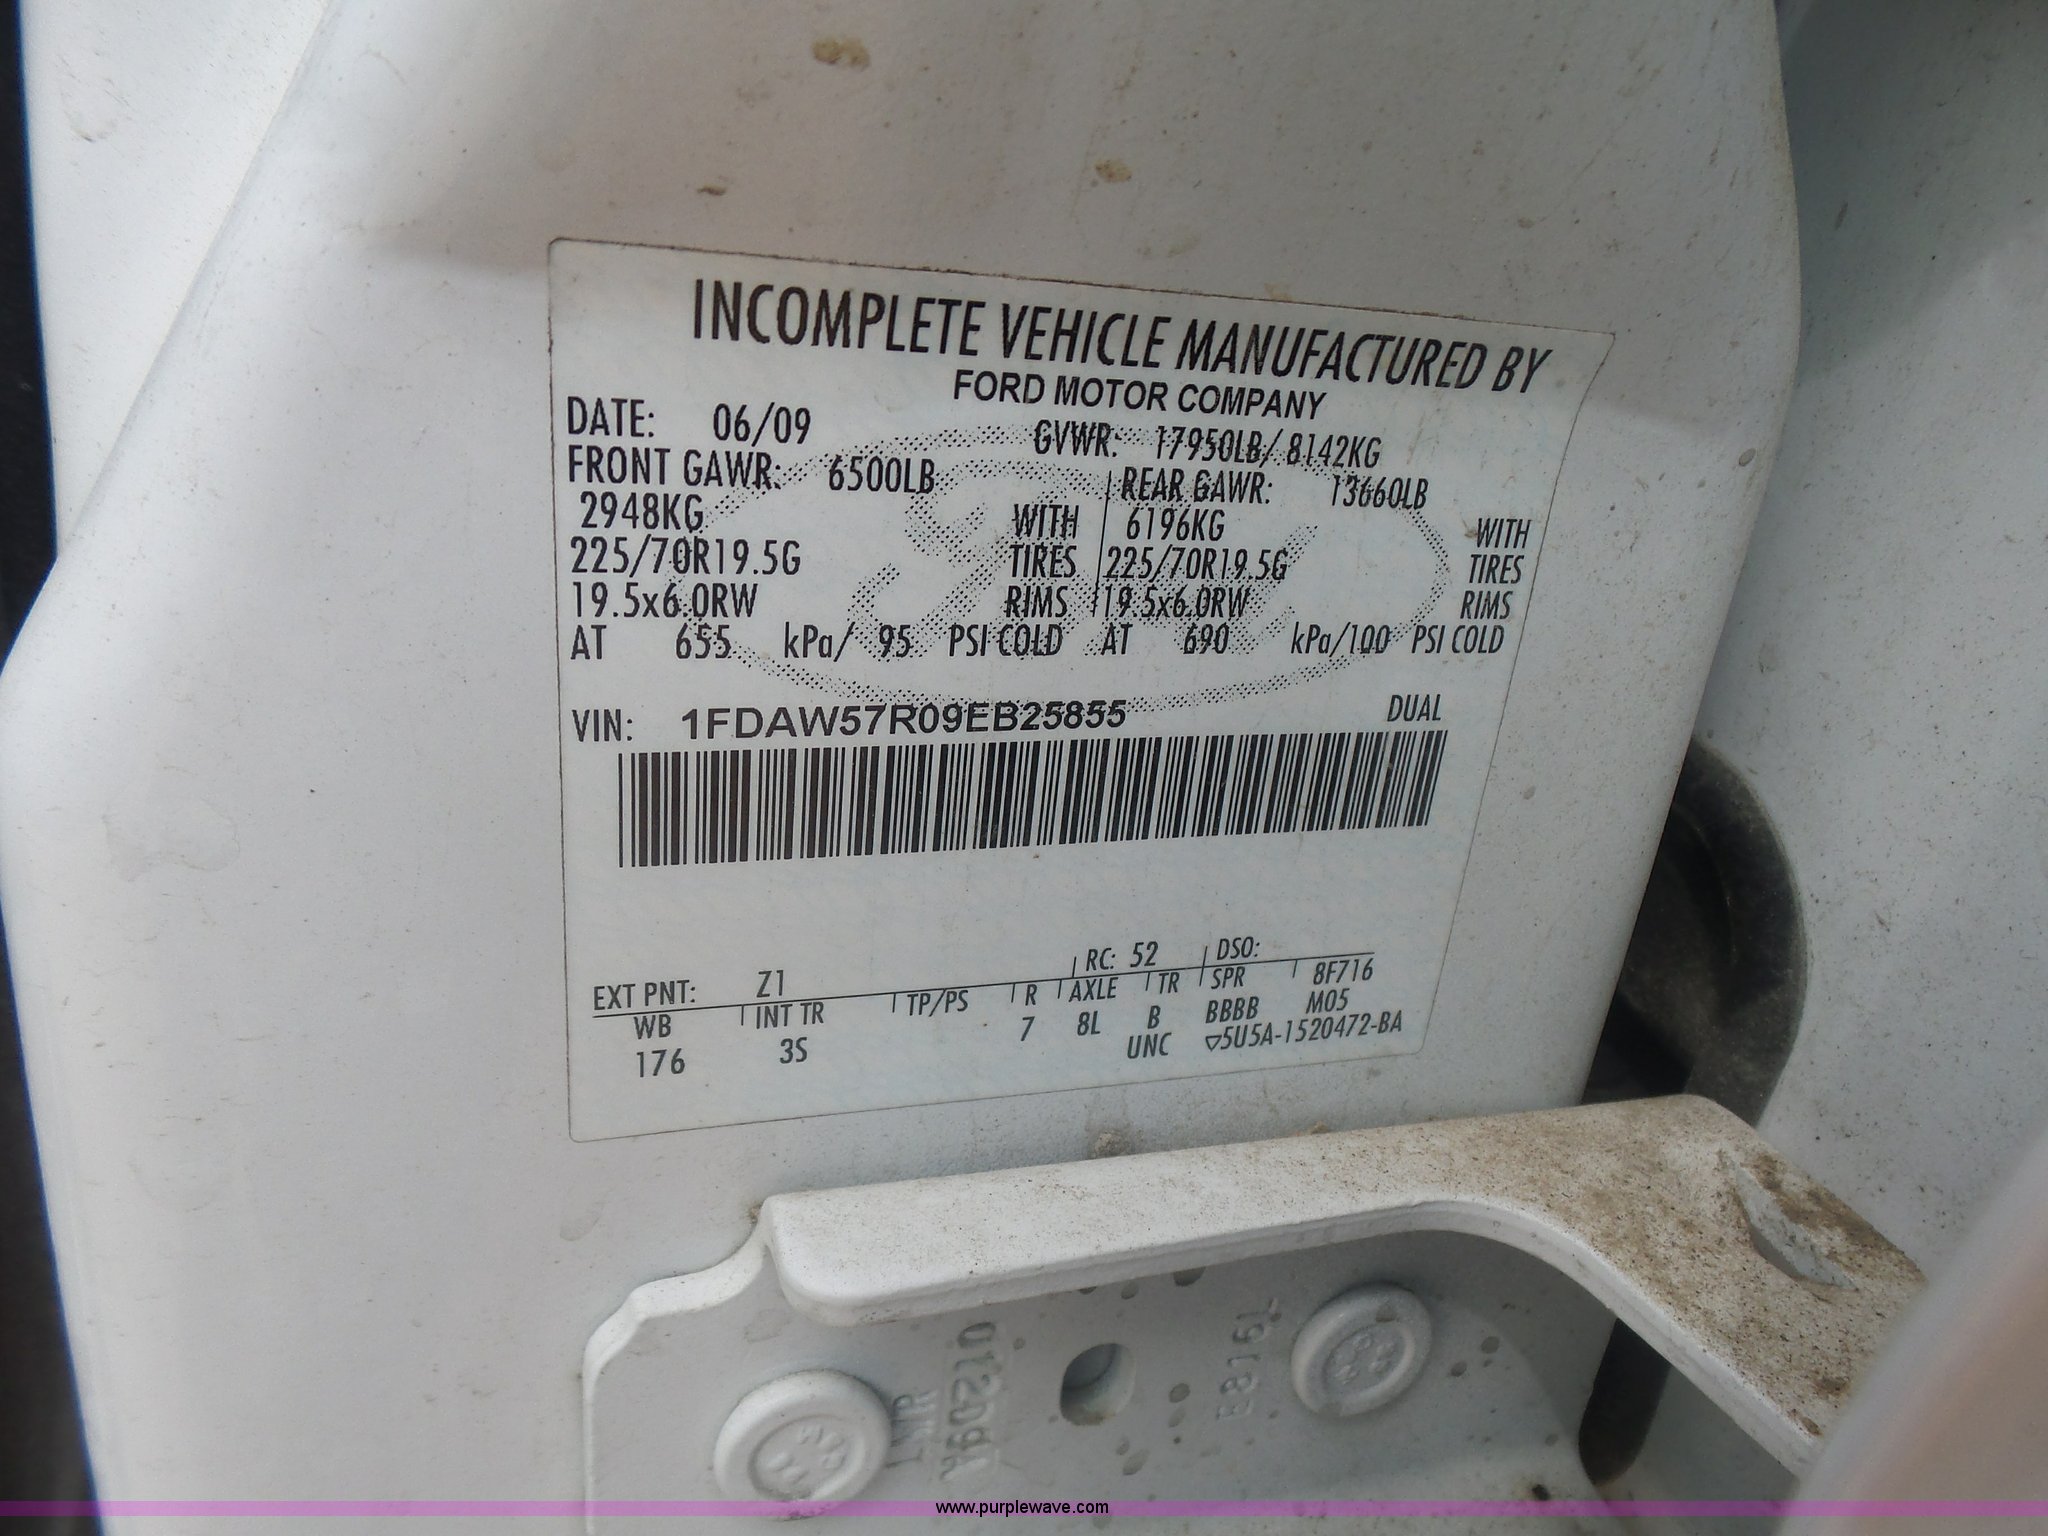 INCOMPLETE VEHICLE MANUFACTURED BY
FORD MOTOR COMPANY
DATE: 06/09 GVWR: 17950LB/ 8142KG
FRONT GAWR: 6500LB REAR GAWR: 13660LB
2948KG WITH 6196KG WITH
225/70R19.5G TIRES 225/70R19.5G TIRES
19.5x6.0RW RIMS 19.5x6.0RW RIMS
AT 655 kPa/ 95 PSI COLD AT 690 kPa/100 PSI COLD
VIN: 1FDAW57R09EB25855 DUAL
EXT PNT: Z1 RC: 52 DSO:
WB INT TR TP/PS R AXLE TR SPR 8F716
176 3S 7 8L B BBBB M05
UNC ▽5U5A-1520472-BA
LWR
E8161
www.purplewave.com